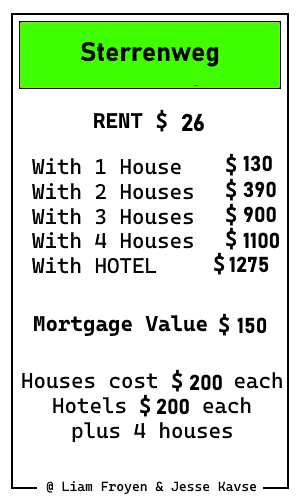 Sterrenweg
RENT $ 26
With 1 House $ 130
With 2 Houses $ 390
With 3 Houses $ 900
With 4 Houses $ 1100
With HOTEL $ 1275
Mortgage Value $ 150
Houses cost $ 200 each
Hotels $ 200 each
plus 4 houses
@ Liam Froyen & Jesse Kavse